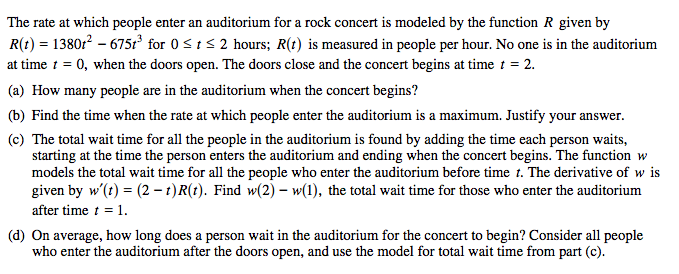 The rate at which people enter an auditorium for a rock concert is modeled by the function R given by
R(t) = 1380t² − 675t³ for 0 ≤ t ≤ 2 hours; R(t) is measured in people per hour. No one is in the auditorium
at time t = 0, when the doors open. The doors close and the concert begins at time t = 2.
(a) How many people are in the auditorium when the concert begins?
(b) Find the time when the rate at which people enter the auditorium is a maximum. Justify your answer.
(c) The total wait time for all the people in the auditorium is found by adding the time each person waits,
starting at the time the person enters the auditorium and ending when the concert begins. The function w
models the total wait time for all the people who enter the auditorium before time t. The derivative of w is
given by w′(t) = (2 − t)R(t). Find w(2) − w(1), the total wait time for those who enter the auditorium
after time t = 1.
(d) On average, how long does a person wait in the auditorium for the concert to begin? Consider all people
who enter the auditorium after the doors open, and use the model for total wait time from part (c).